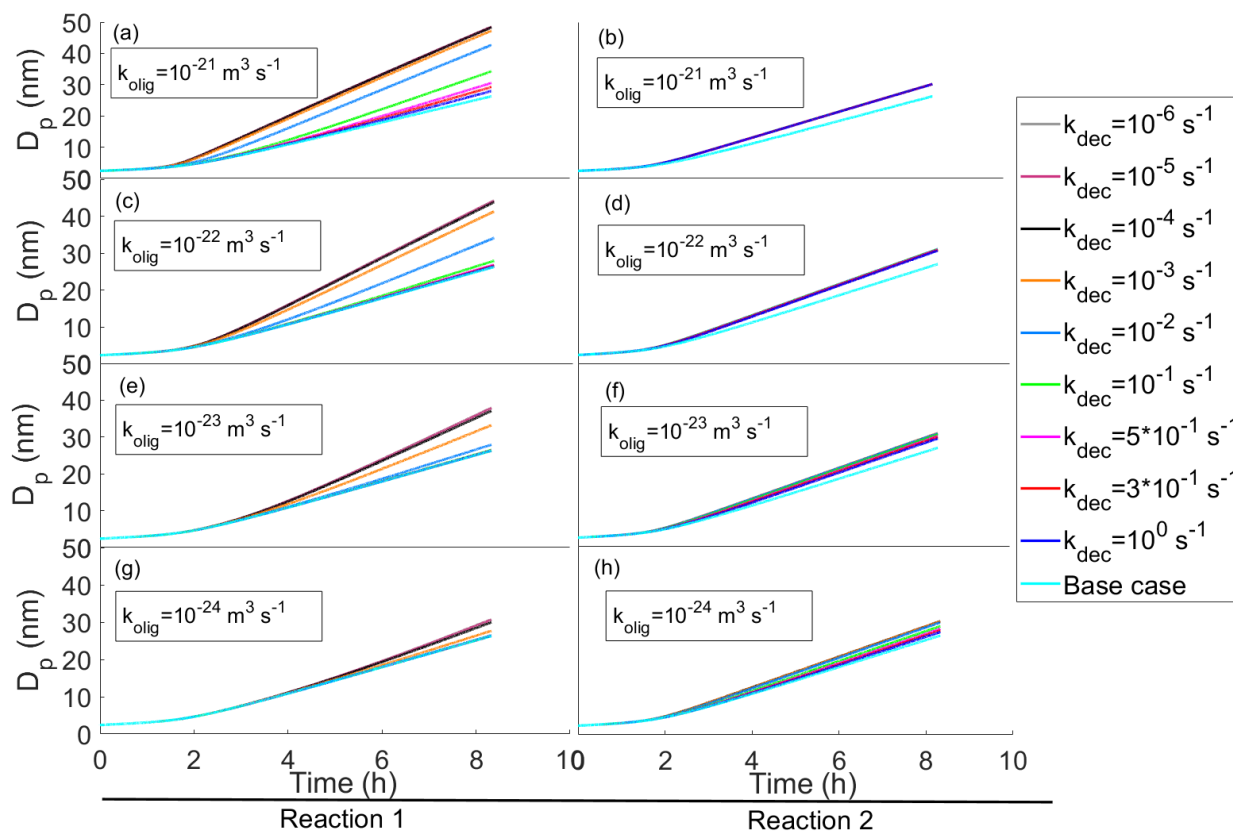 (a)
k_olig=10^-21 m^3 s^-1
D_p (nm)
50
40
30
20
10
(b)
k_olig=10^-21 m^3 s^-1
(c)
k_olig=10^-22 m^3 s^-1
D_p (nm)
50
40
30
20
10
(d)
k_olig=10^-22 m^3 s^-1
(e)
k_olig=10^-23 m^3 s^-1
D_p (nm)
50
40
30
20
10
(f)
k_olig=10^-23 m^3 s^-1
(g)
k_olig=10^-24 m^3 s^-1
D_p (nm)
50
40
30
20
10
0
(h)
k_olig=10^-24 m^3 s^-1
0 2 4 6 8 10
Time (h)
0 2 4 6 8 10
Time (h)
Reaction 1
Reaction 2
k_dec=10^-6 s^-1
k_dec=10^-5 s^-1
k_dec=10^-4 s^-1
k_dec=10^-3 s^-1
k_dec=10^-2 s^-1
k_dec=10^-1 s^-1
k_dec=5*10^-1 s^-1
k_dec=3*10^-1 s^-1
k_dec=10^0 s^-1
Base case